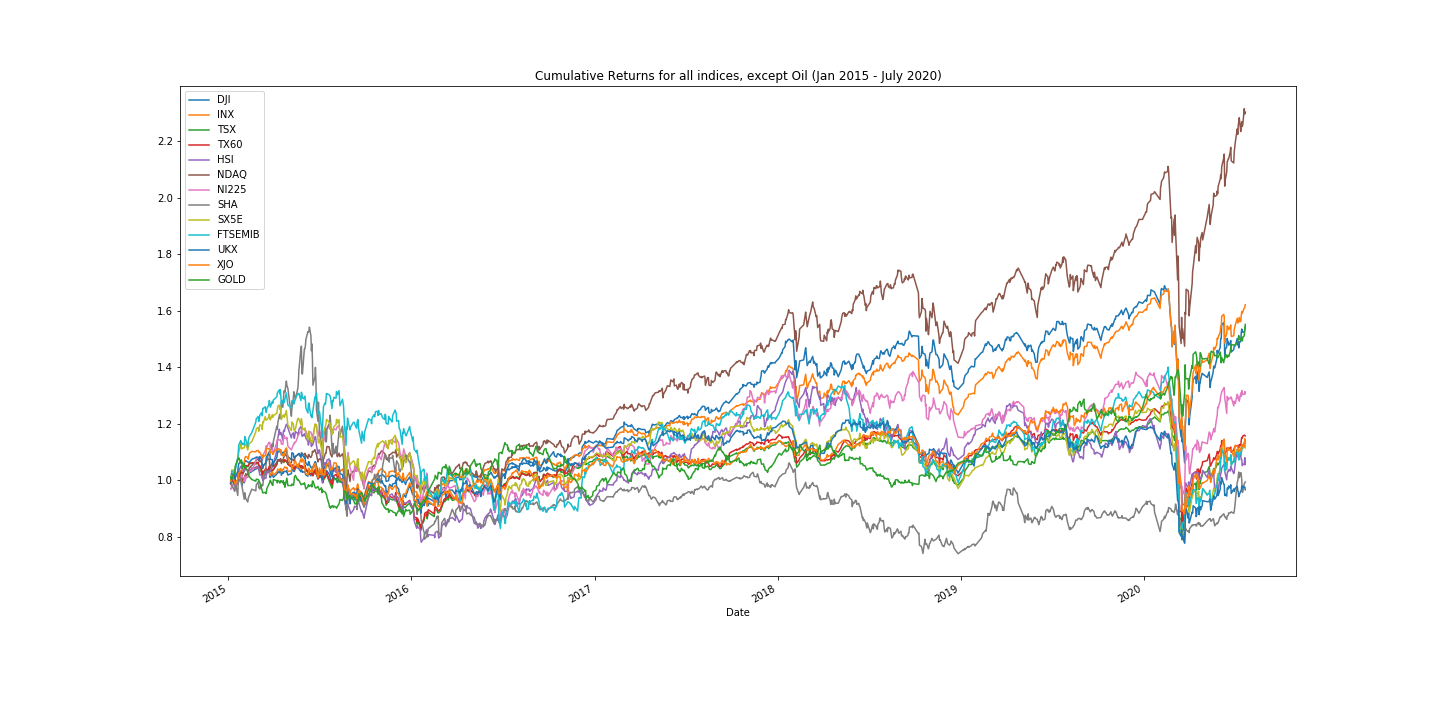 Cumulative Returns for all indices, except Oil (Jan 2015 - July 2020)
DJI
INX
TSX
TX60
HSI
NDAQ
NI225
SHA
SX5E
FTSEMIB
UKX
XJO
GOLD
2.2
2.0
1.8
1.6
1.4
1.2
1.0
0.8
2015
2016
2017
2018
2019
2020
Date